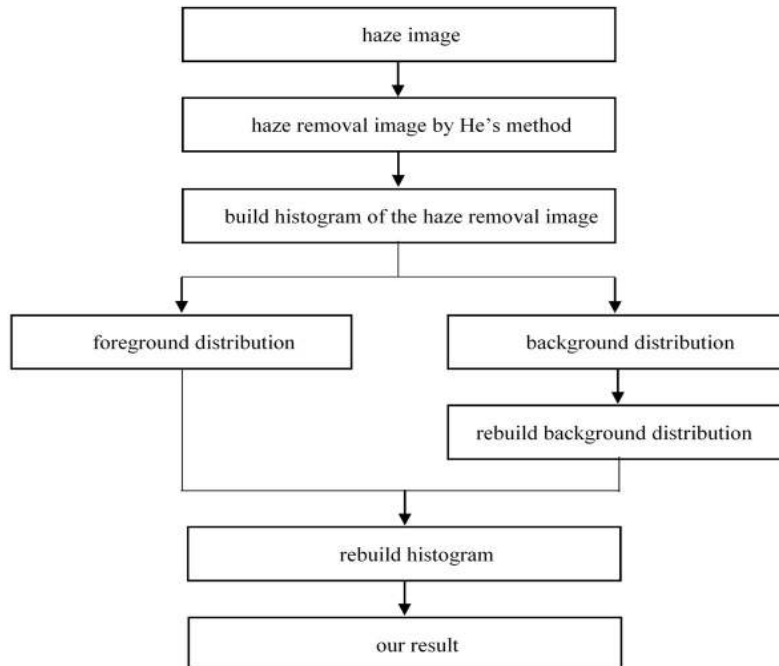 haze image
haze removal image by He's method
build histogram of the haze removal image
foreground distribution
background distribution
rebuild background distribution
rebuild histogram
our result